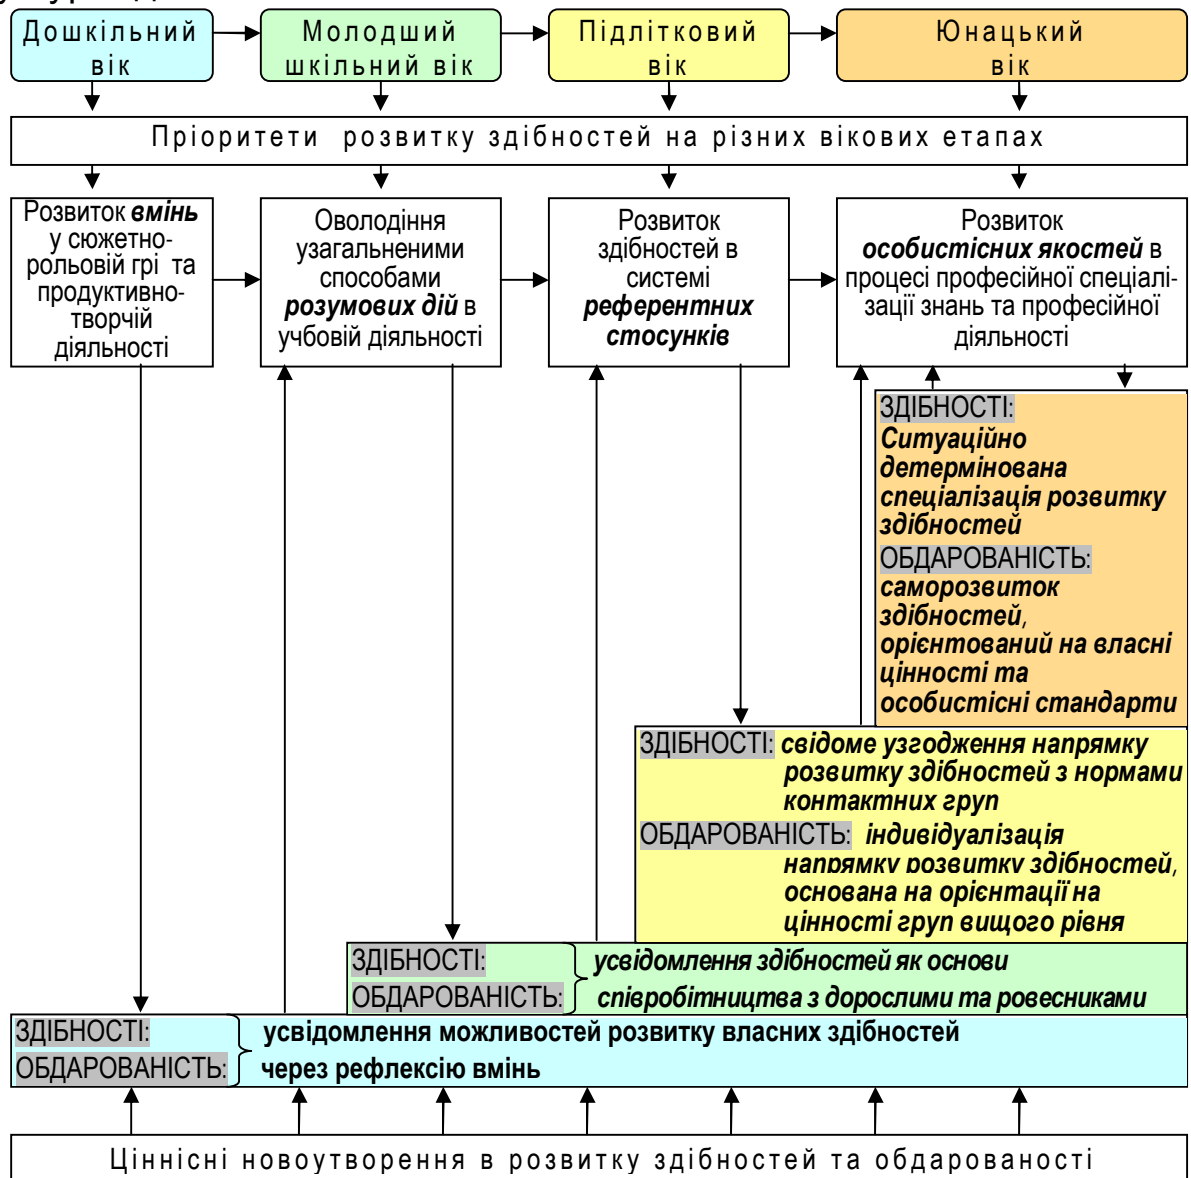 Дошкільний
вік
Молодший
шкільний вік
Підлітковий
вік
Юнацький
вік
Пріоритети розвитку здібностей на різних вікових етапах
Розвиток вмінь
у сюжетно-
рольовій грі та
продуктивно-
творчій
діяльності
Оволодіння
узагальненими
способами
розумових дій в
учбовій діяльності
Розвиток
здібностей в
системі
референтних
стосунків
Розвиток
особистісних якостей в
процесі професійної спеціалі-
зації знань та професійної
діяльності
ЗДІБНОСТІ:
Ситуаційно
детермінована
спеціалізація розвитку
здібностей
ОБДАРОВАНІСТЬ:
саморозвиток
здібностей,
орієнтований на власні
цінності та
особистісні стандарти
ЗДІБНОСТІ: свідоме узгодження напрямку
розвитку здібностей з нормами
контактних груп
ОБДАРОВАНІСТЬ: індивідуалізація
напрямку розвитку здібностей,
основана на орієнтації на
цінності груп вищого рівня
ЗДІБНОСТІ: усвідомлення здібностей як основи
ОБДАРОВАНІСТЬ: співробітництва з дорослими та ровесниками
ЗДІБНОСТІ: усвідомлення можливостей розвитку власних здібностей
ОБДАРОВАНІСТЬ: через рефлексію вмінь
Ціннісні новоутворення в розвитку здібностей та обдарованості